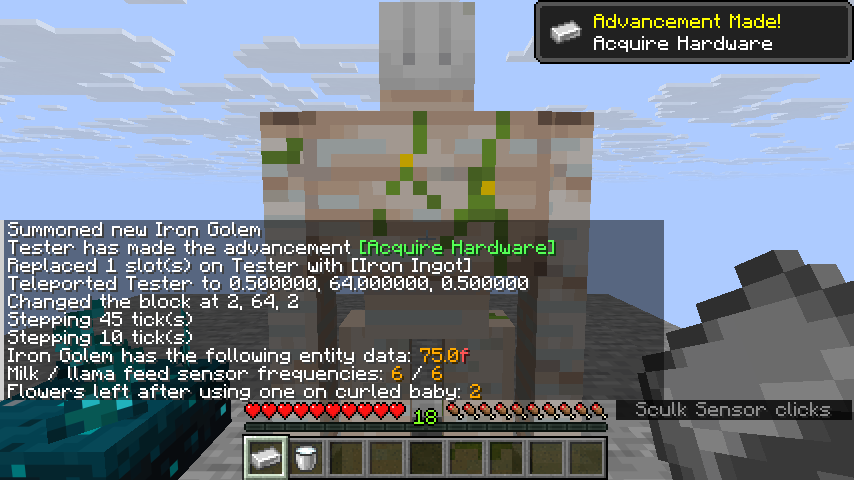 Advancement Made!
Acquire Hardware
Summoned new Iron Golem
Tester has made the advancement [Acquire Hardware]
Replaced 1 slot(s) on Tester with [Iron Ingot]
Teleported Tester to 0.500000, 64.000000, 0.500000
Changed the block at 2, 64, 2
Stepping 45 tick(s)
Stepping 10 tick(s)
Iron Golem has the following entity data: 75.0f
Milk / llama feed sensor frequencies: 6 / 6
Flowers left after using one on curled baby: 2
18
Sculk Sensor clicks